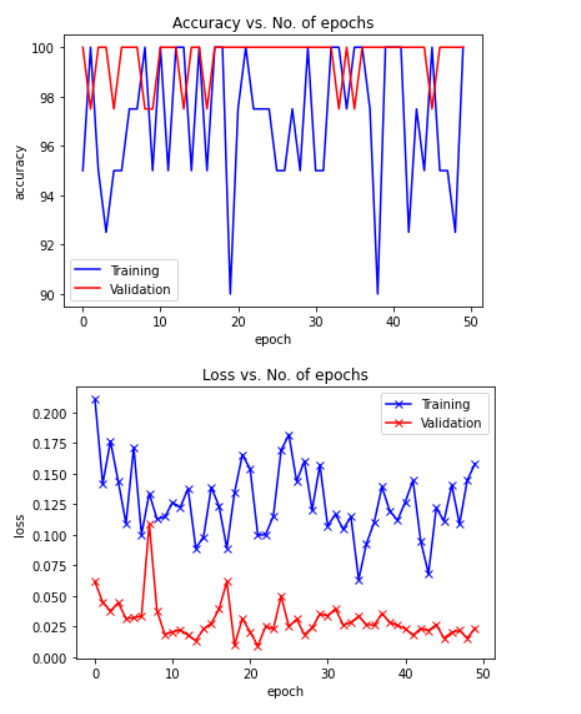 Accuracy vs. No. of epochs
100
98
96
94
92
90
accuracy
Training
Validation
0 10 20 30 40 50
epoch
Loss vs. No. of epochs
0.200
0.175
0.150
0.125
0.100
0.075
0.050
0.025
0.000
loss
Training
Validation
0 10 20 30 40 50
epoch